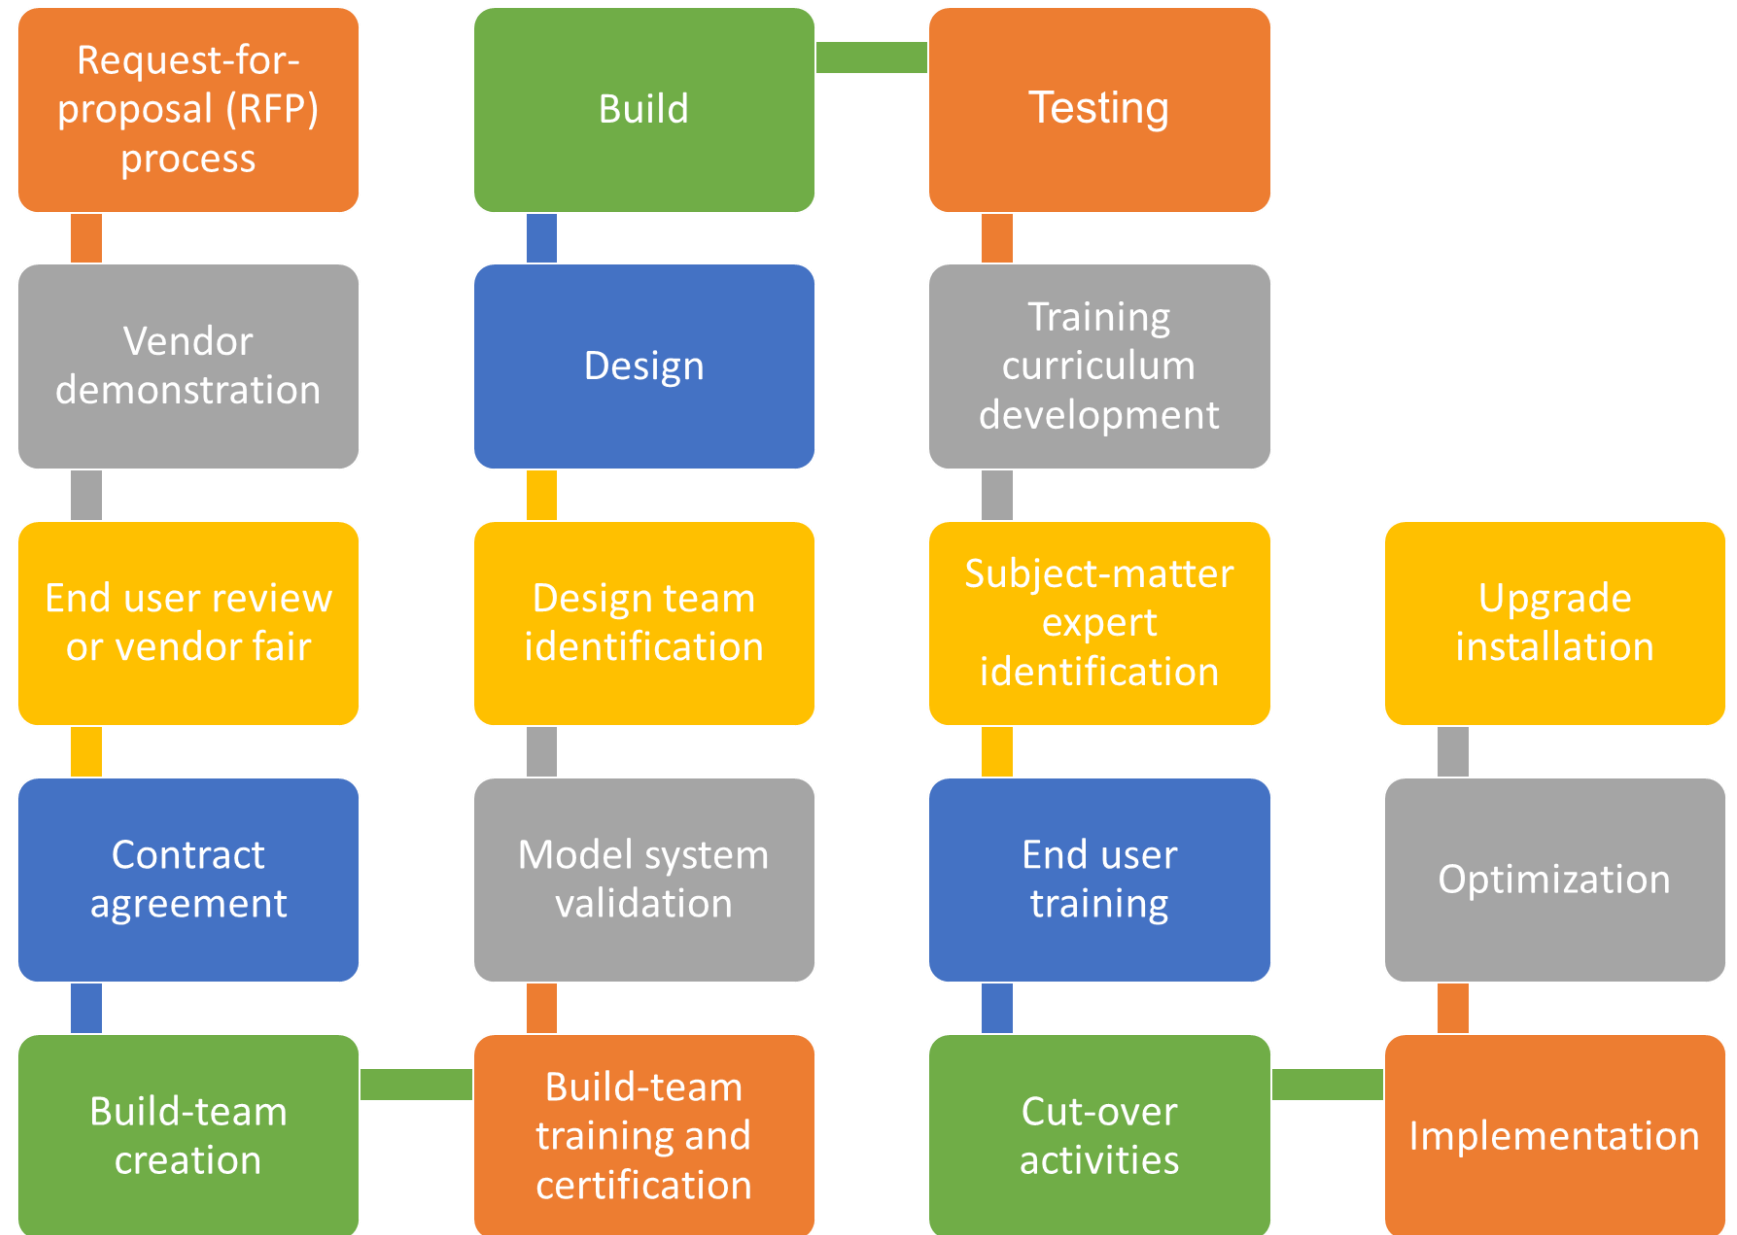 Request-for-
proposal (RFP)
process
Vendor
demonstration
End user review
or vendor fair
Contract
agreement
Build-team
creation
Build-team
training and
certification
Model system
validation
Design team
identification
Design
Build
Testing
Training
curriculum
development
Subject-matter
expert
identification
End user
training
Cut-over
activities
Implementation
Optimization
Upgrade
installation